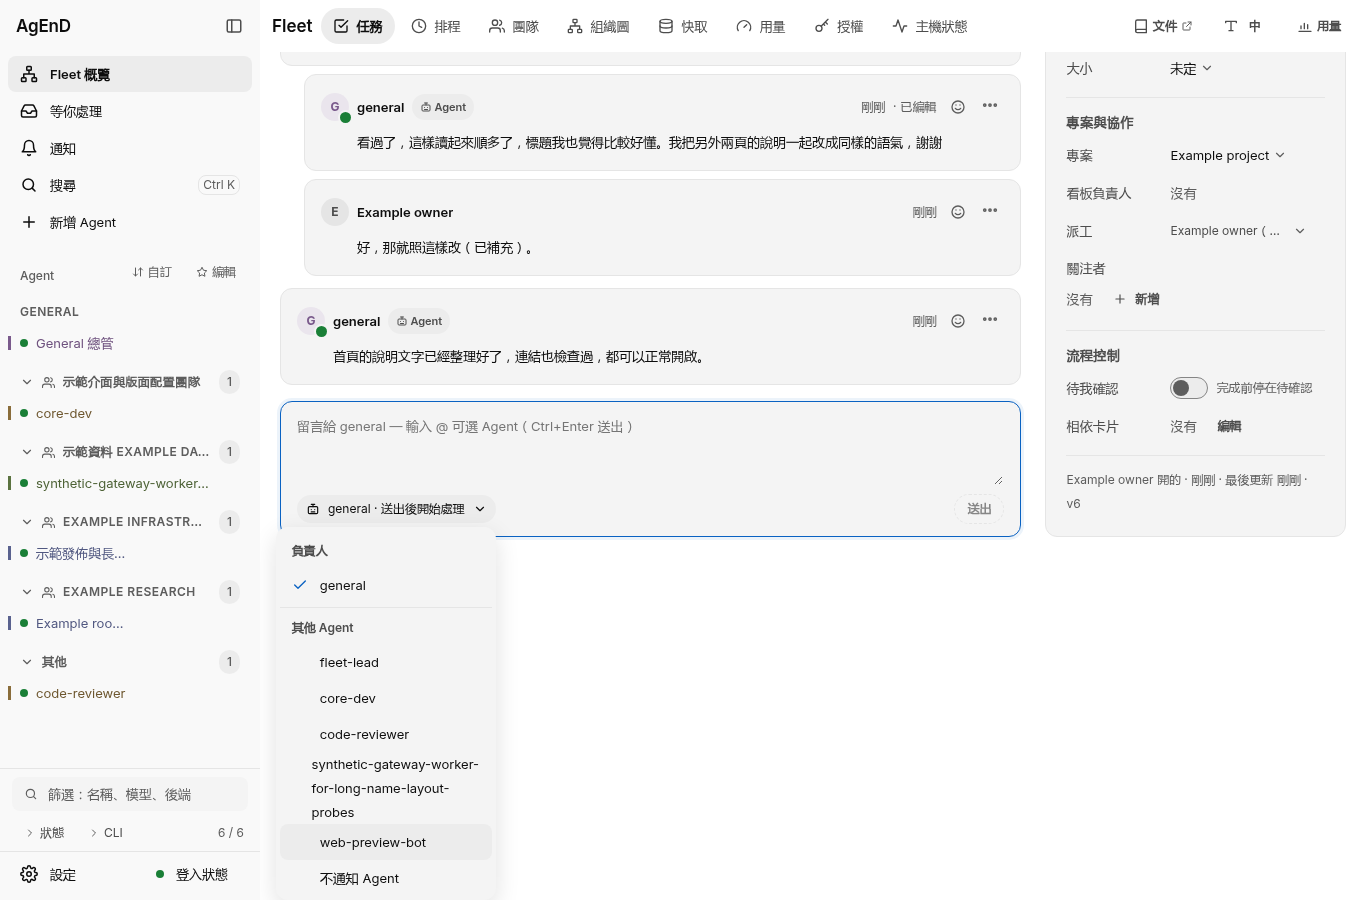 AgEnD
Fleet 概覽
等你處理
通知
搜尋
Ctrl K
新增 Agent
Agent
自訂
編輯
GENERAL
General 總管
示範介面與版面配置團隊
1
core-dev
示範資料 EXAMPLE DA...
1
synthetic-gateway-worker...
EXAMPLE INFRASTR...
1
示範發佈與長...
EXAMPLE RESEARCH
1
Example roo...
其他
1
code-reviewer
篩選：名稱、模型、後端
狀態
CLI
6 / 6
設定
登入狀態
Fleet
任務
排程
團隊
組織圖
快取
用量
授權
主機狀態
文件
中
用量
G
general
Agent
剛剛 · 已編輯
看過了，這樣讀起來順多了，標題我也覺得比較好懂。我把另外兩頁的說明一起改成同樣的語氣，謝謝
E
Example owner
剛剛
好，那就照這樣改（已補充）。
G
general
Agent
剛剛
首頁的說明文字已經整理好了，連結也檢查過，都可以正常開啟。
留言給 general — 輸入 @ 可選 Agent（Ctrl+Enter 送出）
general · 送出後開始處理
送出
負責人
general
其他 Agent
fleet-lead
core-dev
code-reviewer
synthetic-gateway-worker-
for-long-name-layout-
probes
web-preview-bot
不通知 Agent
大小
未定
專案與協作
專案
Example project
看板負責人
沒有
派工
Example owner（...
關注者
沒有
新增
流程控制
待我確認
完成前停在待確認
相依卡片
沒有
編輯
Example owner 開的 · 剛剛 · 最後更新 剛剛 ·
v6